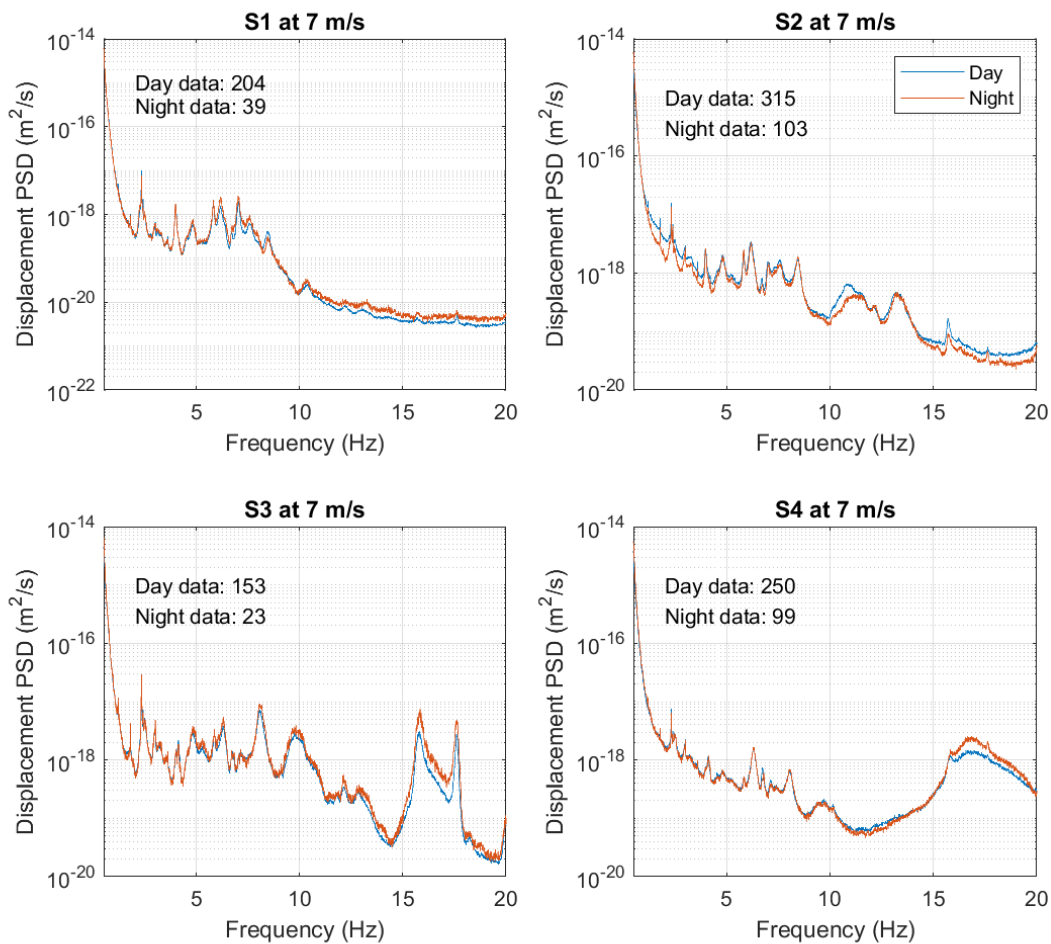 S1 at 7 m/s
Displacement PSD (m²/s)
10⁻¹⁴
10⁻¹⁶
10⁻¹⁸
10⁻²⁰
10⁻²²
Day data: 204
Night data: 39
5 10 15 20
Frequency (Hz)
S2 at 7 m/s
Displacement PSD (m²/s)
10⁻¹⁴
10⁻¹⁶
10⁻¹⁸
10⁻²⁰
Day
Night
Day data: 315
Night data: 103
5 10 15 20
Frequency (Hz)
S3 at 7 m/s
Displacement PSD (m²/s)
10⁻¹⁴
10⁻¹⁶
10⁻¹⁸
10⁻²⁰
Day data: 153
Night data: 23
5 10 15 20
Frequency (Hz)
S4 at 7 m/s
Displacement PSD (m²/s)
10⁻¹⁴
10⁻¹⁶
10⁻¹⁸
10⁻²⁰
Day data: 250
Night data: 99
5 10 15 20
Frequency (Hz)